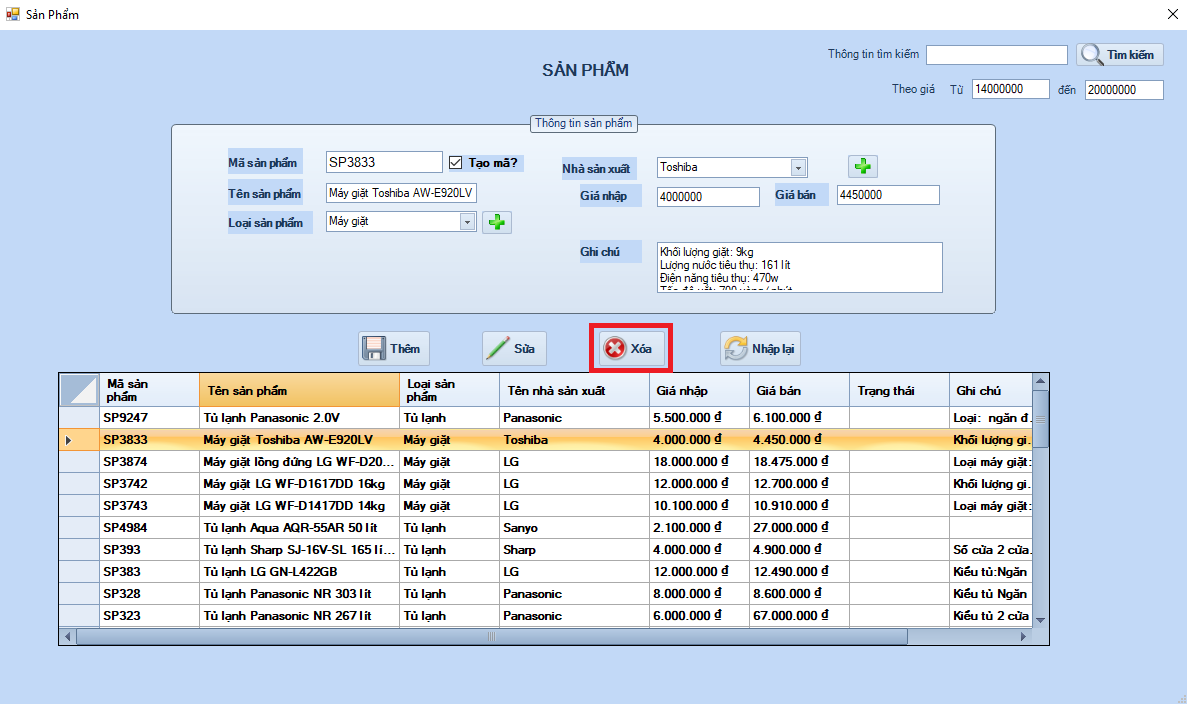 Sản Phẩm
Thông tin tìm kiếm Tìm kiếm
SẢN PHẨM
Theo giá Từ 14000000 đến 20000000
Thông tin sản phẩm
Mã sản phẩm SP3833 Tạo mã? Nhà sản xuất Toshiba
Tên sản phẩm Máy giặt Toshiba AW-E920LV Giá nhập 4000000 Giá bán 4450000
Loại sản phẩm Máy giặt
Ghi chú Khối lượng giặt: 9kg
Lượng nước tiêu thụ: 161 lít
Điện năng tiêu thụ: 470w
Thêm Sửa Xóa Nhập lại
Mã sản phẩm Tên sản phẩm Loại sản phẩm Tên nhà sản xuất Giá nhập Giá bán Trạng thái Ghi chú
SP9247 Tủ lạnh Panasonic 2.0V Tủ lạnh Panasonic 5.500.000 ₫ 6.100.000 ₫ Loại: ngăn đ...
SP3833 Máy giặt Toshiba AW-E920LV Máy giặt Toshiba 4.000.000 ₫ 4.450.000 ₫ Khối lượng gi...
SP3874 Máy giặt lồng đứng LG WF-D20... Máy giặt LG 18.000.000 ₫ 18.475.000 ₫ Loại máy giặt:
SP3742 Máy giặt LG WF-D1617DD 16kg Máy giặt LG 12.000.000 ₫ 12.700.000 ₫ Khối lượng gi...
SP3743 Máy giặt LG WF-D1417DD 14kg Máy giặt LG 10.100.000 ₫ 10.910.000 ₫ Loại máy giặt:
SP4984 Tủ lạnh Aqua AQR-55AR 50 lít Tủ lạnh Sanyo 2.100.000 ₫ 27.000.000 ₫
SP393 Tủ lạnh Sharp SJ-16V-SL 165 lí... Tủ lạnh Sharp 4.000.000 ₫ 4.900.000 ₫ Số cửa 2 cửa...
SP383 Tủ lạnh LG GN-L422GB Tủ lạnh LG 12.000.000 ₫ 12.490.000 ₫ Kiểu tủ:Ngăn
SP328 Tủ lạnh Panasonic NR 303 lít Tủ lạnh Panasonic 8.000.000 ₫ 8.600.000 ₫ Kiểu tủ Ngăn
SP323 Tủ lạnh Panasonic NR 267 lít Tủ lạnh Panasonic 6.000.000 ₫ 67.000.000 ₫ Kiểu tủ 2 cửa